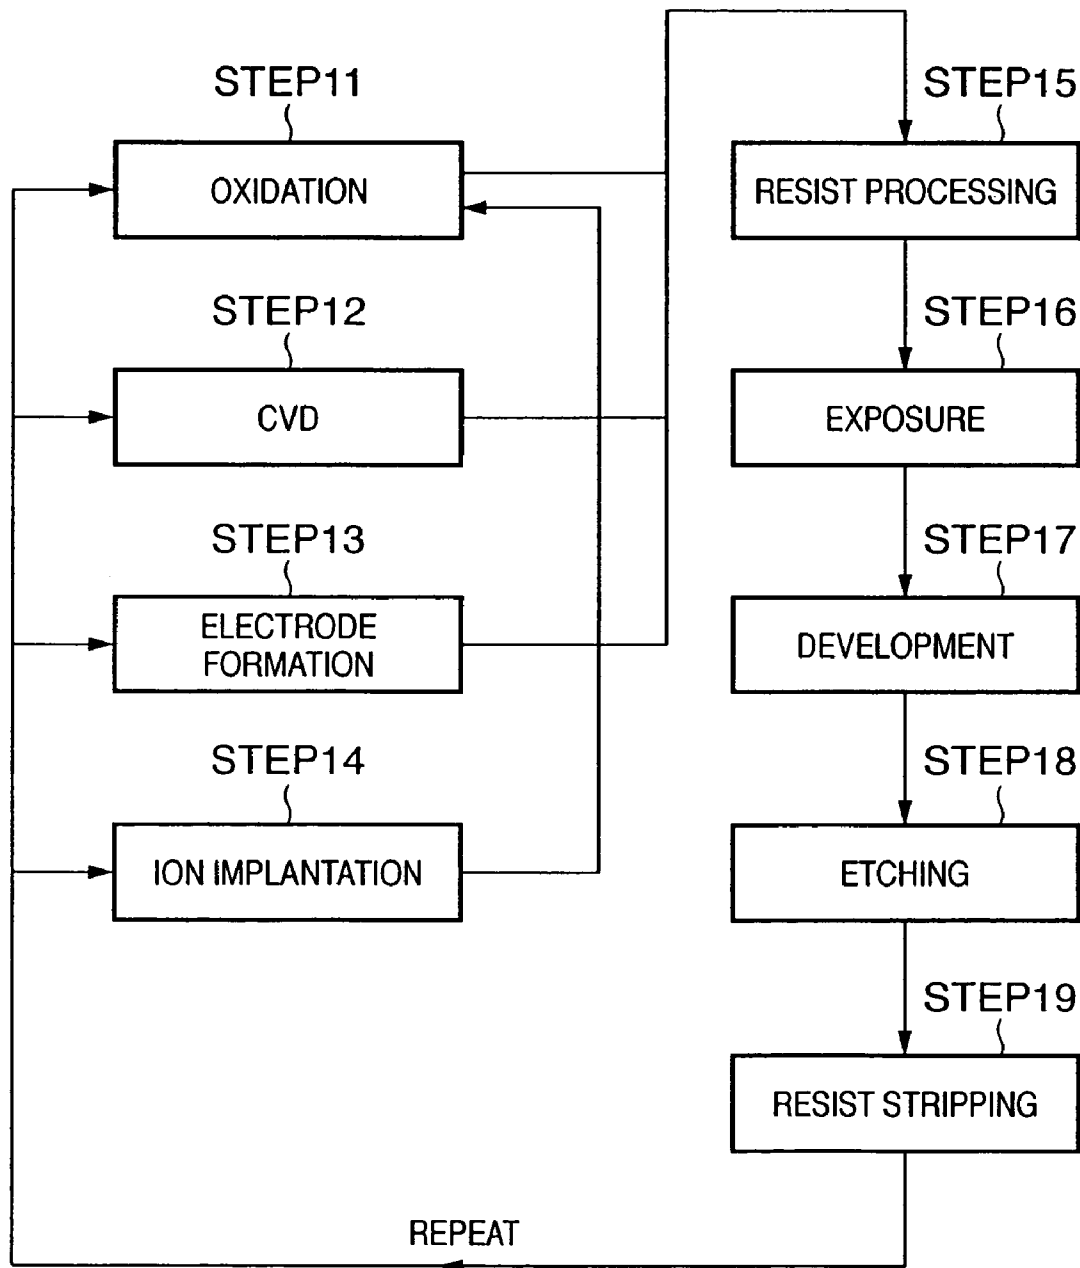 STEP11
OXIDATION
STEP12
CVD
STEP13
ELECTRODE
FORMATION
STEP14
ION IMPLANTATION
STEP15
RESIST PROCESSING
STEP16
EXPOSURE
STEP17
DEVELOPMENT
STEP18
ETCHING
STEP19
RESIST STRIPPING
REPEAT